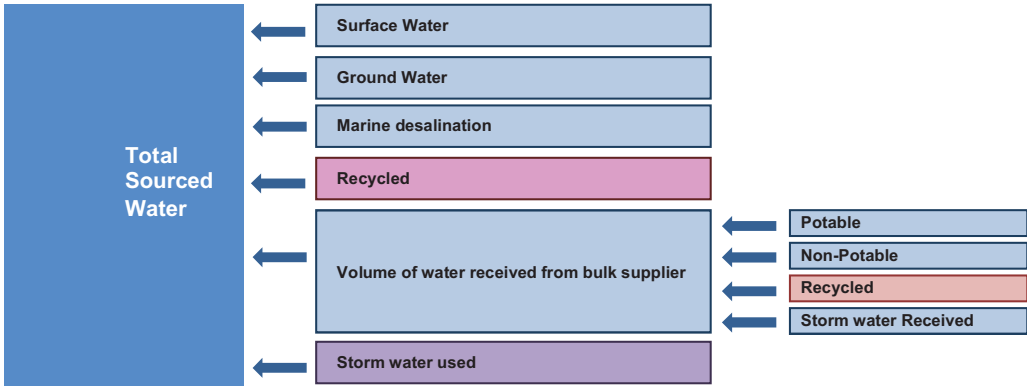 Total
Sourced
Water
Surface Water
Ground Water
Marine desalination
Recycled
Volume of water received from bulk supplier
Storm water used
Potable
Non-Potable
Recycled
Storm water Received